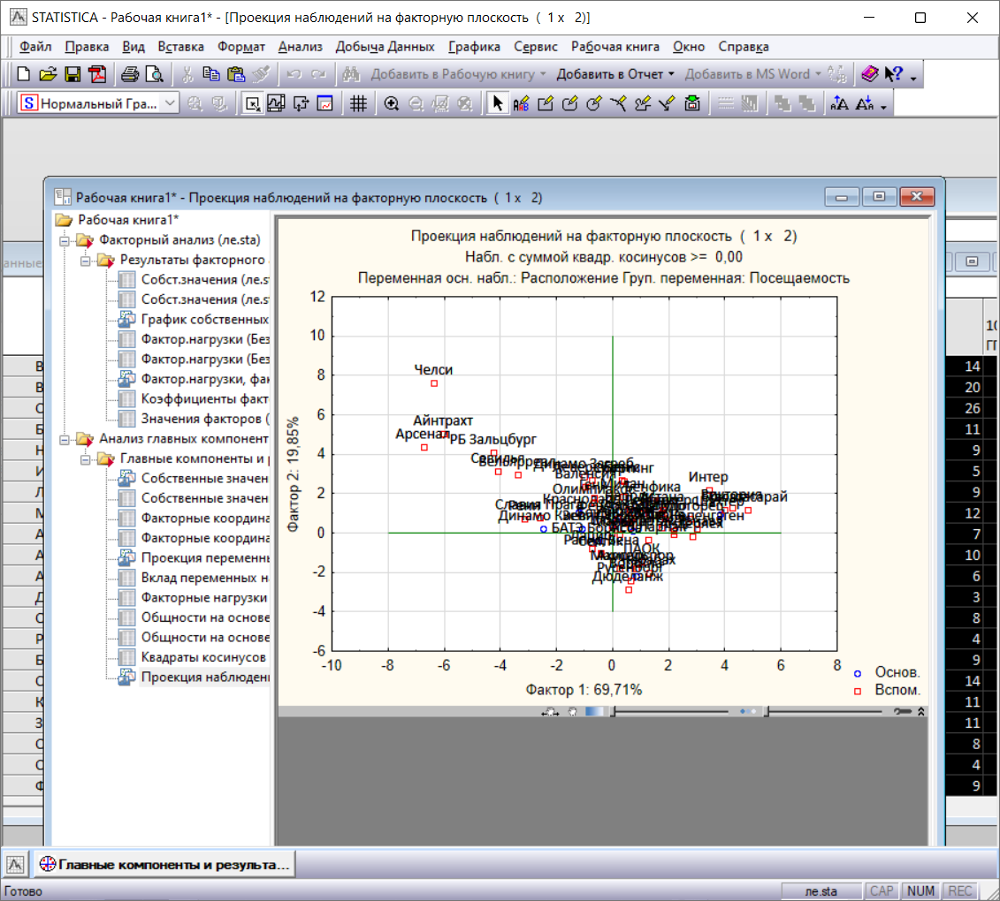 STATISTICA - Рабочая книга1* - [Проекция наблюдений на факторную плоскость ( 1 x 2)]
Файл Правка Вид Вставка Формат Анализ Добыча Данных Графика Сервис Рабочая книга Окно Справка
Добавить в Рабочую книгу Добавить в Отчет Добавить в MS Word
Нормальный Гра...
Рабочая книга1* - Проекция наблюдений на факторную плоскость ( 1 x 2)
Рабочая книга1*
Факторный анализ (ле.sta)
Результаты факторного
Собст.значения (ле.s
Собст.значения (ле.s
График собственных
Фактор.нагрузки (Без
Фактор.нагрузки (Без
Фактор.нагрузки, фак
Коэффициенты факт
Значения факторов (
Анализ главных компонент
Главные компоненты и р
Собственные значен
Собственные значен
Факторные координа
Факторные координа
Проекция переменны
Вклад переменных н
Факторные нагрузки
Общности на основе
Общности на основе
Квадраты косинусов
Проекция наблюден
Проекция наблюдений на факторную плоскость ( 1 x 2)
Набл. с суммой квадр. косинусов >= 0,00
Переменная осн. набл.: Расположение Груп. переменная: Посещаемость
12
10
8
6
4
2
0
-2
-4
-6
Фактор 2: 19,85%
Челси
Айнтрахт
Арсенал
РБ Зальцбург
Севилья
Валенсия
Интер
Олимпиакос
Краснодар
БАТЭ Борисов
ПАОК
Дюделанж
-10 -8 -6 -4 -2 0 2 4 6 8
Фактор 1: 69,71%
Основ.
Вспом.
анные
10
14
20
26
11
9
5
9
12
7
10
6
3
8
4
9
14
11
11
8
4
9
Главные компоненты и результа...
Готово
ле.sta
CAP
NUM
REC